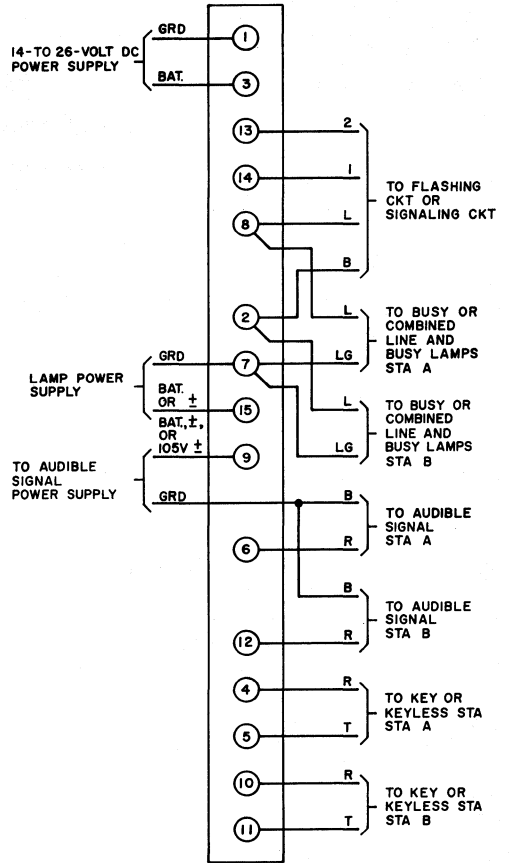 GRD
14-TO 26-VOLT DC
POWER SUPPLY
BAT.
1
3
13
2
14
1
8
L
B
TO FLASHING
CKT OR
SIGNALING CKT
2
L
7
LG
TO BUSY OR
COMBINED
LINE AND
BUSY LAMPS
STA A
GRD
LAMP POWER
SUPPLY
BAT.
OR ±
15
L
LG
TO BUSY OR
COMBINED
LINE AND
BUSY LAMPS
STA B
BAT.,±,
OR
105V ±
9
TO AUDIBLE
SIGNAL
POWER SUPPLY
GRD
B
6
R
TO AUDIBLE
SIGNAL
STA A
B
12
R
TO AUDIBLE
SIGNAL
STA B
4
R
5
T
TO KEY OR
KEYLESS STA
STA A
10
R
11
T
TO KEY OR
KEYLESS STA
STA B